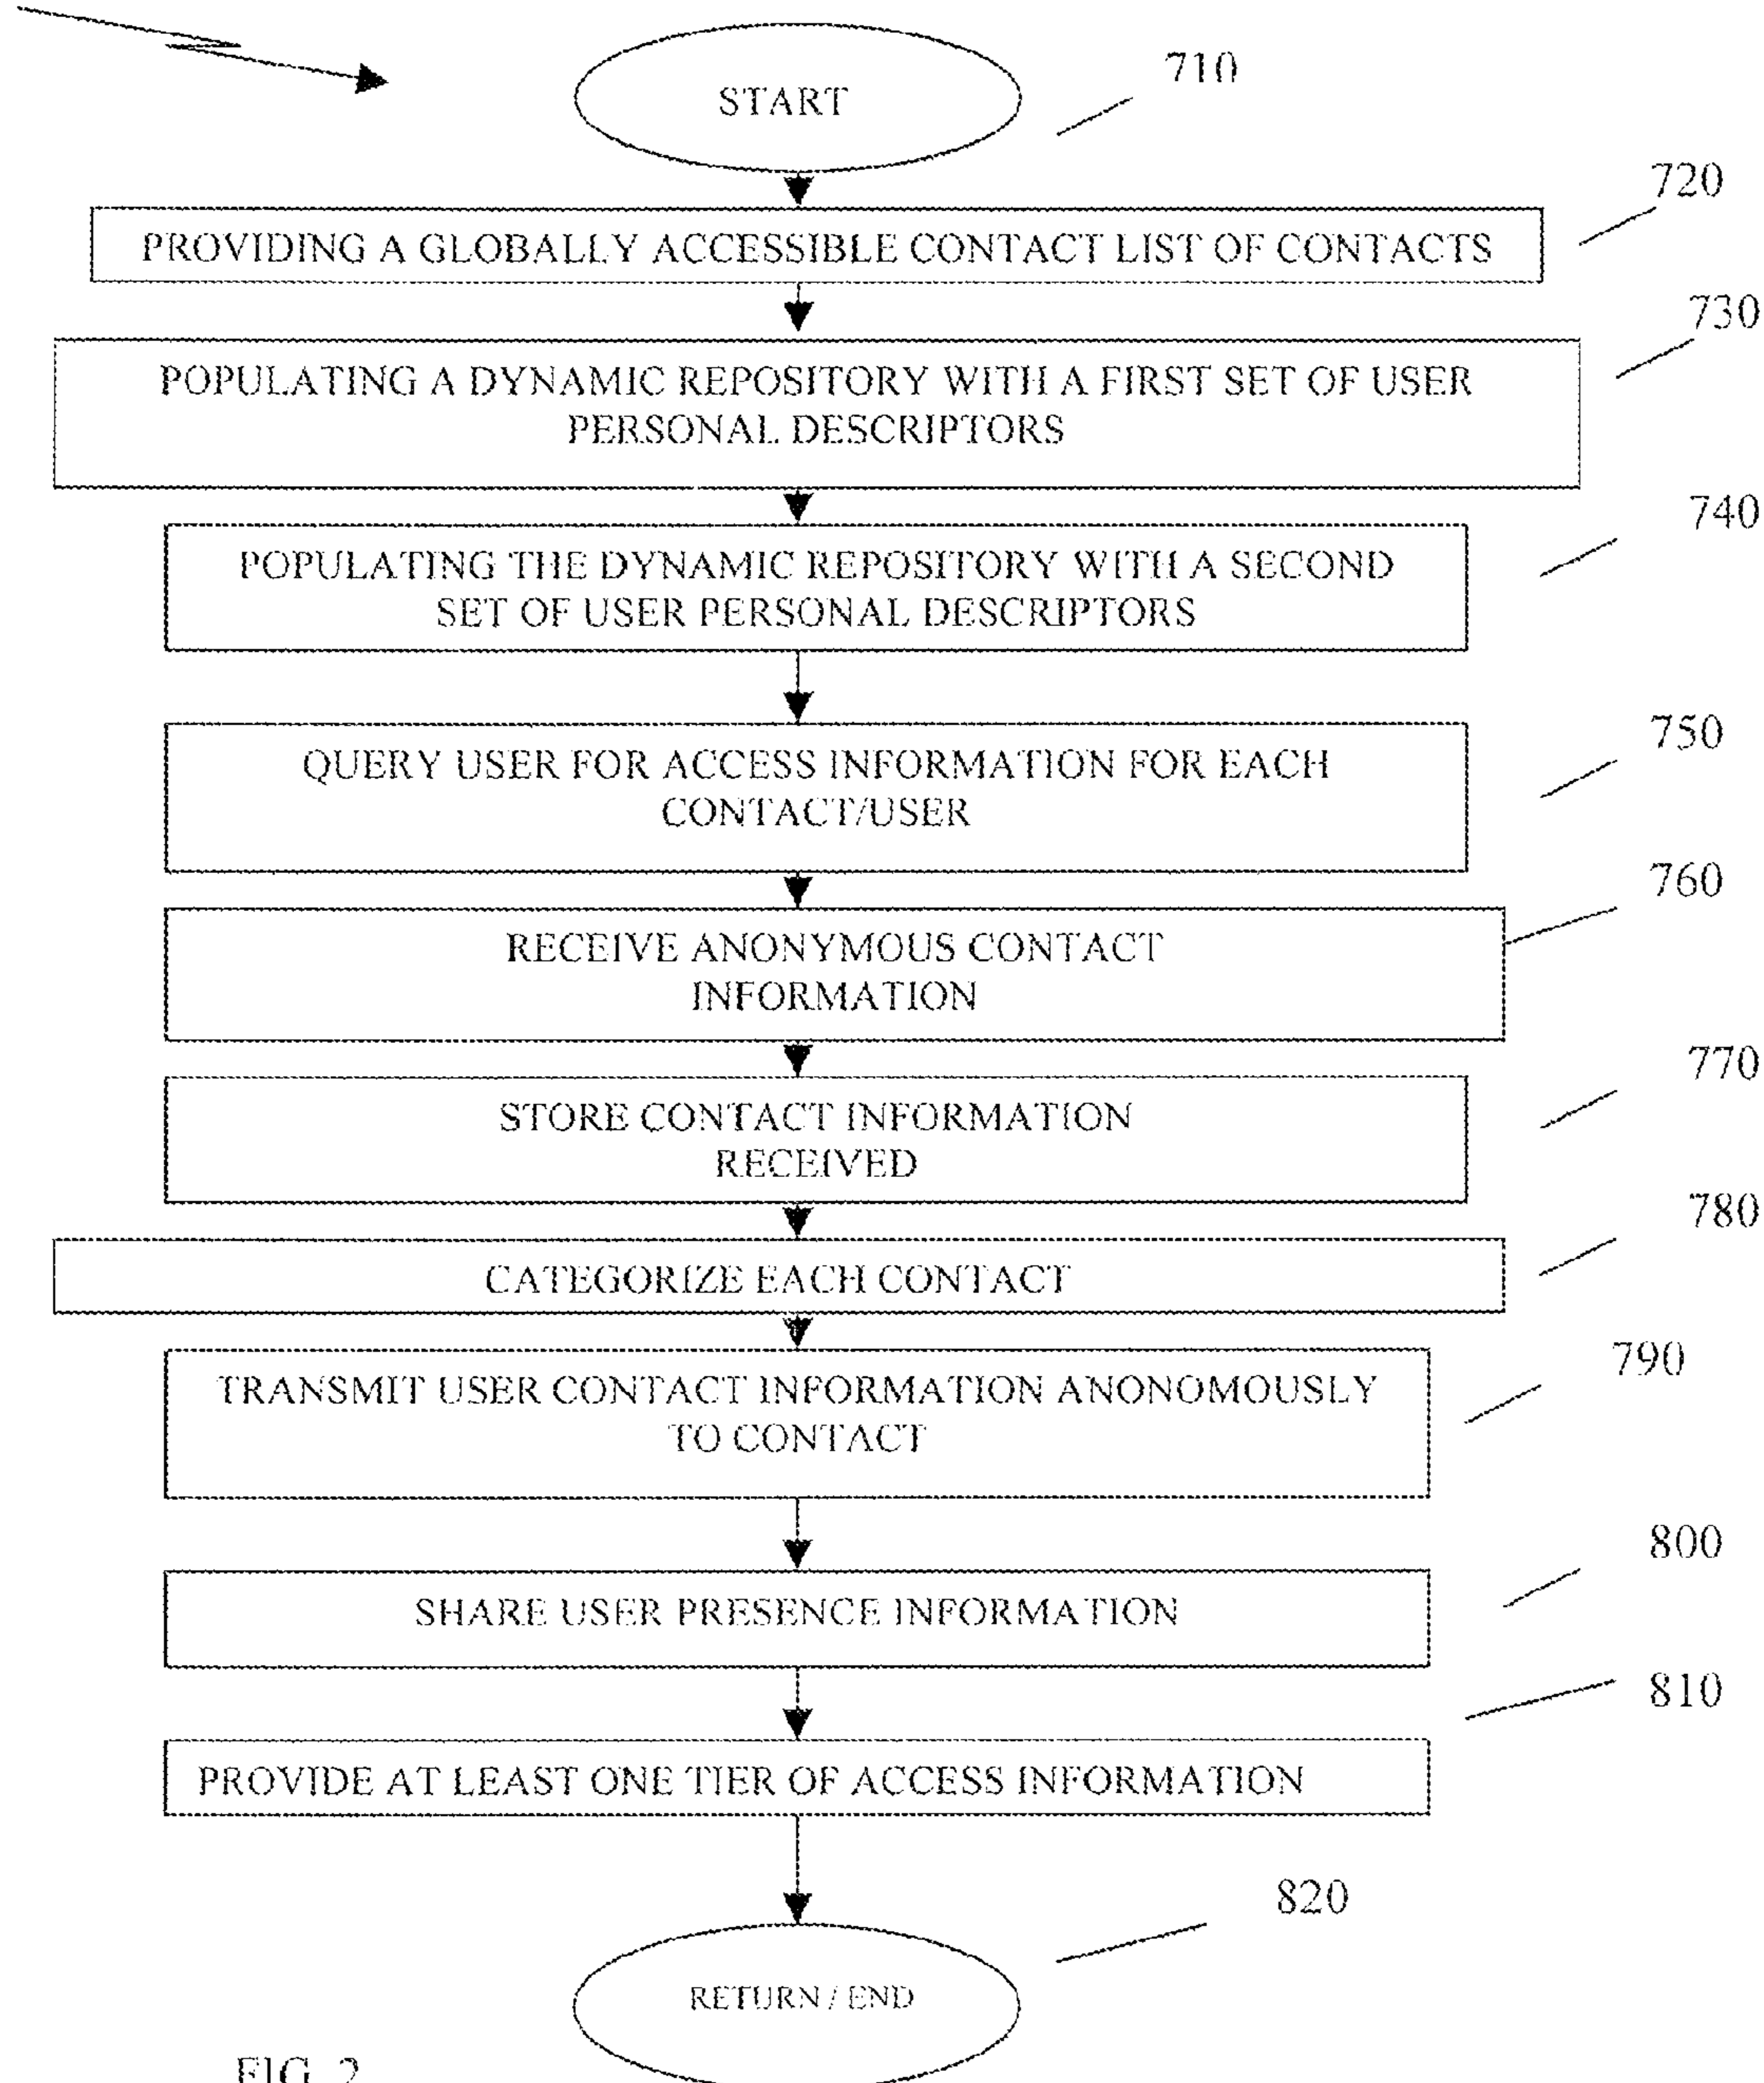 710
START
720
PROVIDING A GLOBALLY ACCESSIBLE CONTACT LIST OF CONTACTS
730
POPULATING A DYNAMIC REPOSITORY WITH A FIRST SET OF USER
PERSONAL DESCRIPTORS
740
POPULATING THE DYNAMIC REPOSITORY WITH A SECOND
SET OF USER PERSONAL DESCRIPTORS
750
QUERY USER FOR ACCESS INFORMATION FOR EACH
CONTACT/USER
760
RECEIVE ANONYMOUS CONTACT
INFORMATION
770
STORE CONTACT INFORMATION
RECEIVED
780
CATEGORIZE EACH CONTACT
790
TRANSMIT USER CONTACT INFORMATION ANONOMOUSLY
TO CONTACT
800
SHARE USER PRESENCE INFORMATION
810
PROVIDE AT LEAST ONE TIER OF ACCESS INFORMATION
820
RETURN / END
FIG. 2